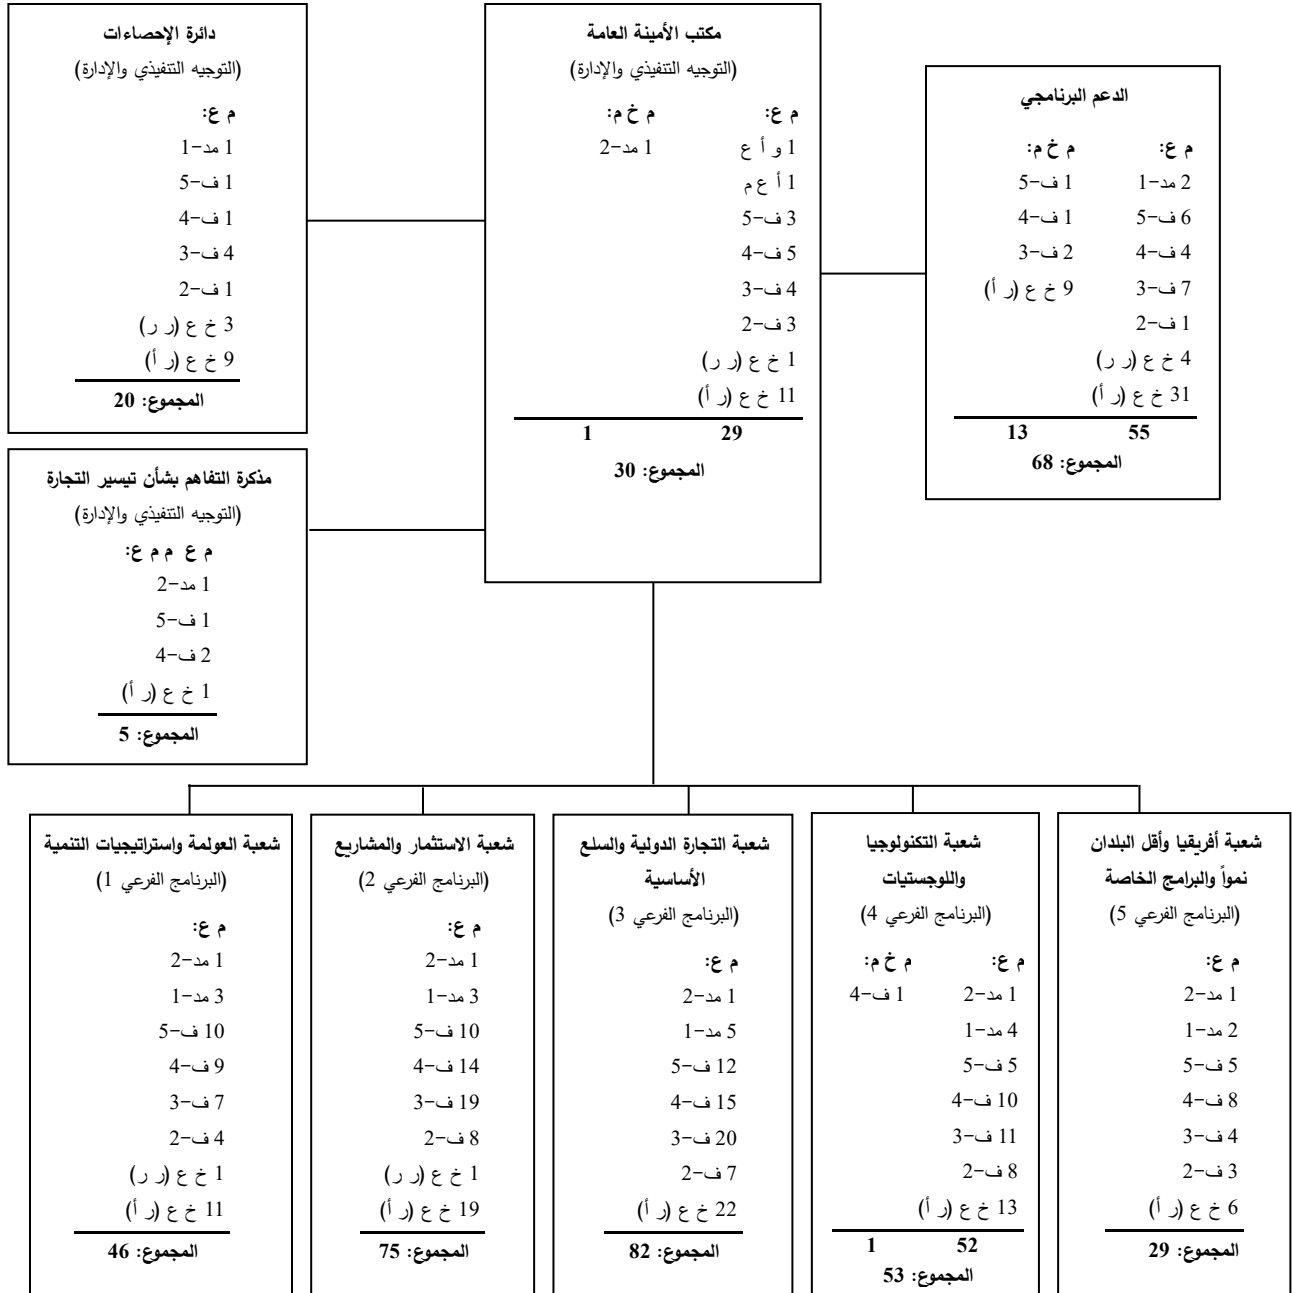 مكتب الأمينة العامة
(التوجيه التنفيذي والإدارة)
م ع: م خ م:
1 و أ ع 1 مد-2
1 أ ع م
3 ف-5
5 ف-4
4 ف-3
3 ف-2
1 خ ع (ر ر)
11 خ ع (ر أ)
29 1
المجموع: 30
الدعم البرنامجي
م ع: م خ م:
2 مد-1 1 ف-5
6 ف-5 1 ف-4
4 ف-4 2 ف-3
7 ف-3 9 خ ع (ر أ)
1 ف-2
4 خ ع (ر ر)
31 خ ع (ر أ)
55 13
المجموع: 68
دائرة الإحصاءات
(التوجيه التنفيذي والإدارة)
م ع:
1 مد-1
1 ف-5
1 ف-4
4 ف-3
1 ف-2
3 خ ع (ر ر)
9 خ ع (ر أ)
المجموع: 20
مذكرة التفاهم بشأن تيسير التجارة
(التوجيه التنفيذي والإدارة)
م ع م م ع:
1 مد-2
1 ف-5
2 ف-4
1 خ ع (ر أ)
المجموع: 5
شعبة أفريقيا وأقل البلدان
نمواً والبرامج الخاصة
(البرنامج الفرعي 5)
م ع:
1 مد-2
2 مد-1
5 ف-5
8 ف-4
4 ف-3
3 ف-2
6 خ ع (ر أ)
المجموع: 29
شعبة التكنولوجيا
واللوجستيات
(البرنامج الفرعي 4)
م ع: م خ م:
1 مد-2 1 ف-4
4 مد-1
5 ف-5
10 ف-4
11 ف-3
8 ف-2
13 خ ع (ر أ)
52 1
المجموع: 53
شعبة التجارة الدولية والسلع
الأساسية
(البرنامج الفرعي 3)
م ع:
1 مد-2
5 مد-1
12 ف-5
15 ف-4
20 ف-3
7 ف-2
22 خ ع (ر أ)
المجموع: 82
شعبة الاستثمار والمشاريع
(البرنامج الفرعي 2)
م ع:
1 مد-2
3 مد-1
10 ف-5
14 ف-4
19 ف-3
8 ف-2
1 خ ع (ر ر)
19 خ ع (ر أ)
المجموع: 75
شعبة العولمة واستراتيجيات التنمية
(البرنامج الفرعي 1)
م ع:
1 مد-2
3 مد-1
10 ف-5
9 ف-4
7 ف-3
4 ف-2
1 خ ع (ر ر)
11 خ ع (ر أ)
المجموع: 46